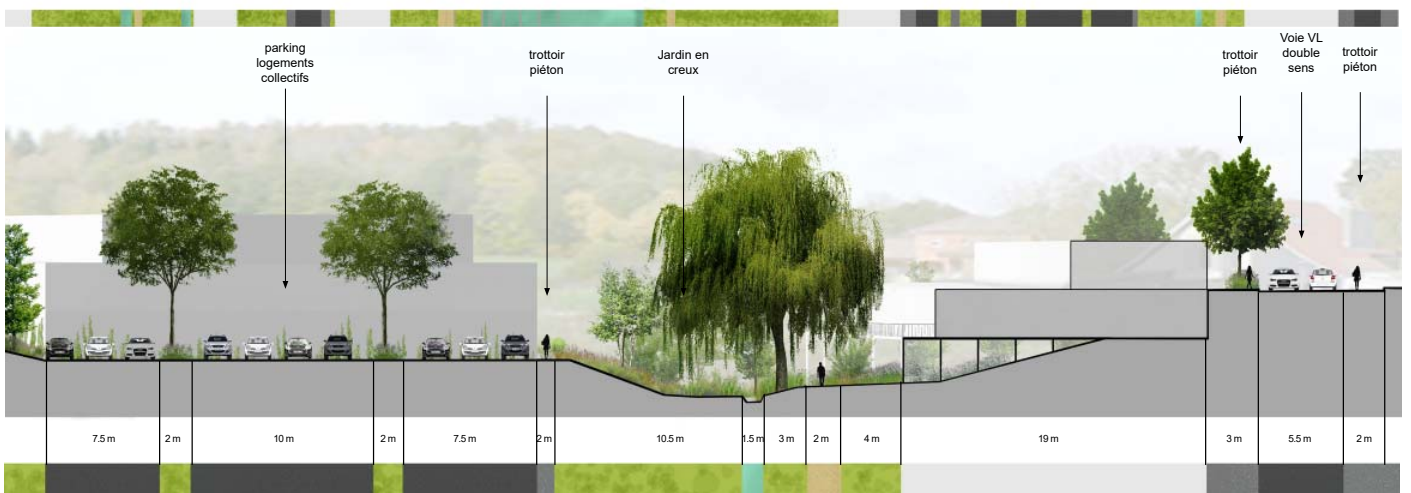 parking
logements
collectifs
trottoir
piéton
Jardin en
creux
trottoir
piéton
Voie VL
double
sens
trottoir
piéton
7.5 m
2 m
10 m
2 m
7.5 m
2 m
10.5 m
1.5 m
3 m
2 m
4 m
19 m
3 m
5.5 m
2 m